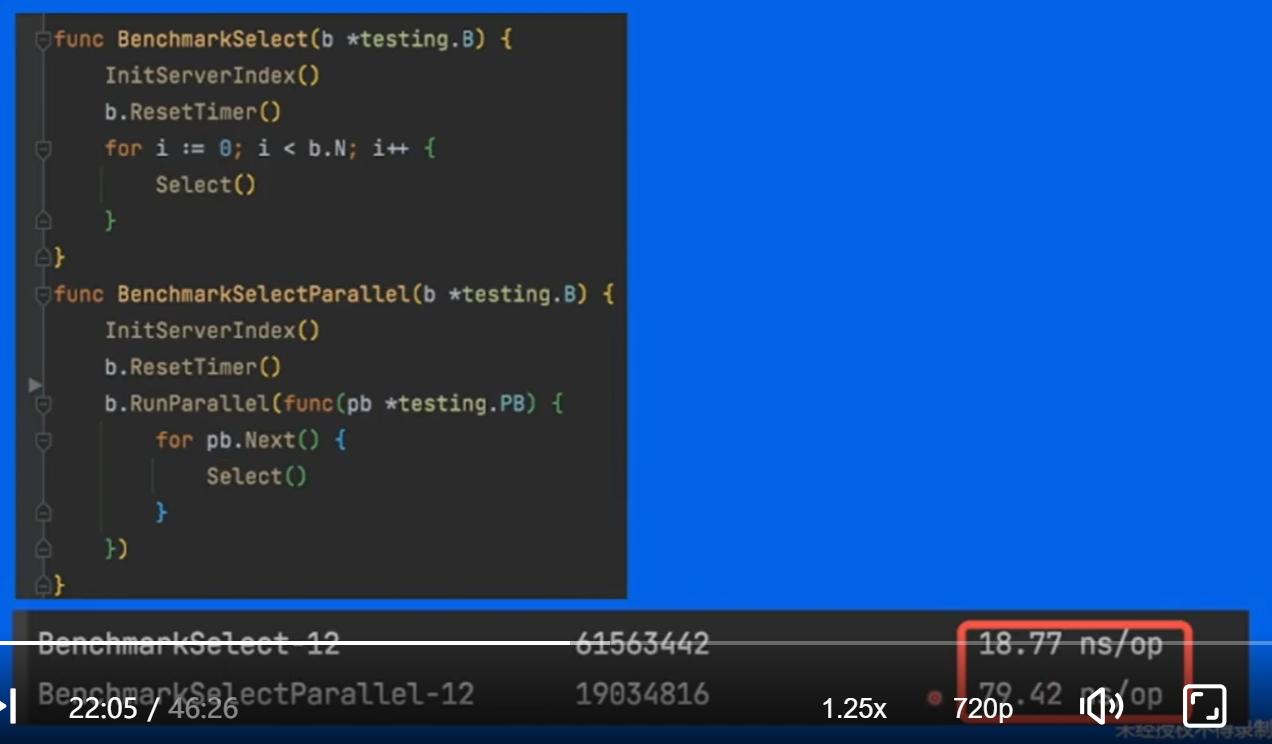 func BenchmarkSelect(b *testing.B) {
InitServerIndex()
b.ResetTimer()
for i := 0; i < b.N; i++ {
Select()
}
}
func BenchmarkSelectParallel(b *testing.B) {
InitServerIndex()
b.ResetTimer()
b.RunParallel(func(pb *testing.PB) {
for pb.Next() {
Select()
}
})
}
BenchmarkSelect-12 61563442 18.77 ns/op
BenchmarkSelectParallel-12 19034816 79.42 ns/op
22:05 / 46:26 1.25x 720p
未经授权不得录制